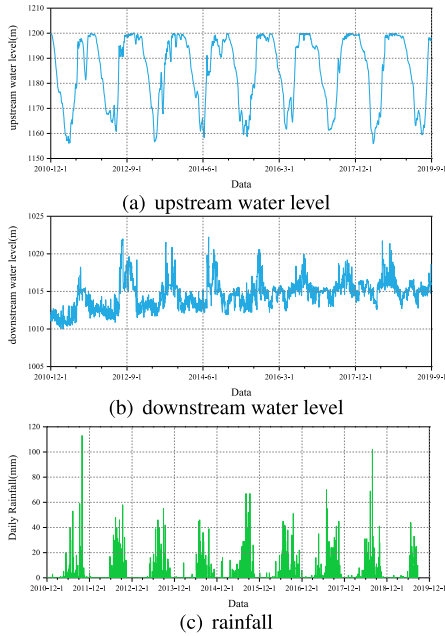 1210
1200
1190
1180
1170
1160
1150
upstream water level(m)
2010-12-1 2012-9-1 2014-6-1 2016-3-1 2017-12-1 2019-9-1
Data
(a) upstream water level
1025
1020
1015
1010
1005
downstream water level(m)
2010-12-1 2012-9-1 2014-6-1 2016-3-1 2017-12-1 2019-9-1
Data
(b) downstream water level
120
100
80
60
40
20
0
Daily Rainfall(mm)
2010-12-1 2011-12-1 2012-12-1 2013-12-1 2014-12-1 2015-12-1 2016-12-1 2017-12-1 2018-12-1 2019-12-1
Data
(c) rainfall